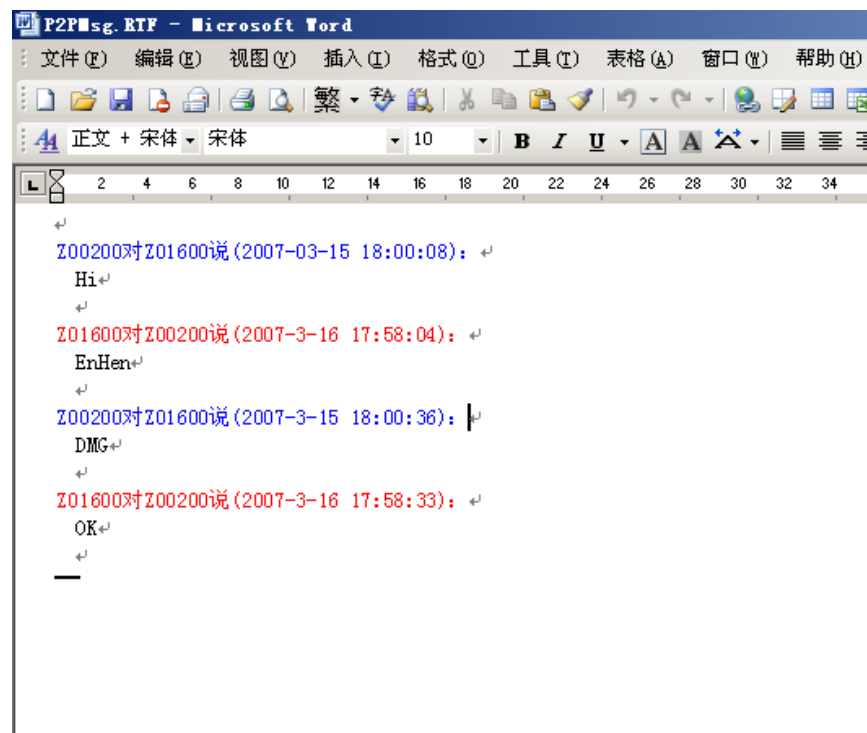 P2PMsg.RTF - Microsoft Word
文件(F) 编辑(E) 视图(V) 插入(I) 格式(O) 工具(T) 表格(A) 窗口(W) 帮助(H)
繁
正文 + 宋体 宋体 10 B I U A A
2 4 6 8 10 12 14 16 18 20 22 24 26 28 30 32 34
Z00200对Z01600说(2007-03-15 18:00:08):
Hi
Z01600对Z00200说(2007-3-16 17:58:04):
EnHen
Z00200对Z01600说(2007-3-15 18:00:36):
DMG
Z01600对Z00200说(2007-3-16 17:58:33):
OK